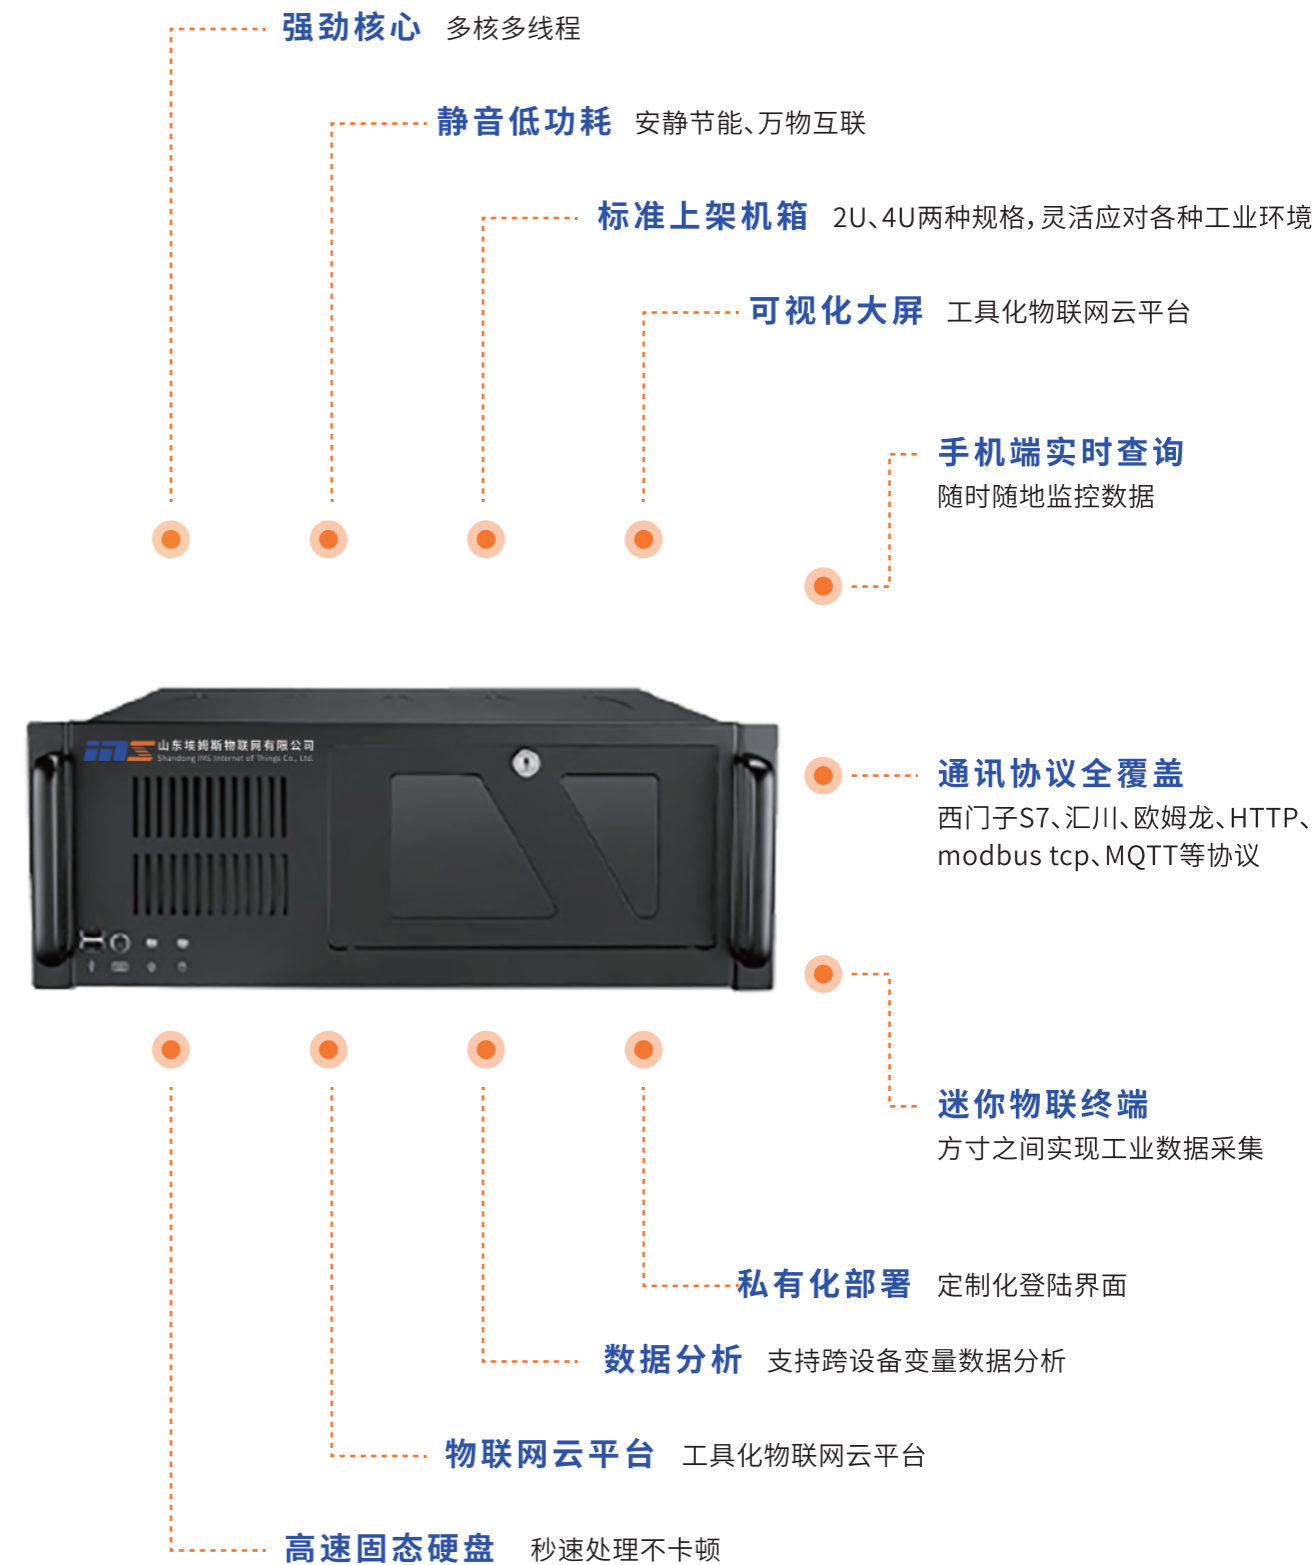 强劲核心 多核多线程
静音低功耗 安静节能、万物互联
标准上架机箱 2U、4U两种规格,灵活应对各种工业环境
可视化大屏 工具化物联网云平台
手机端实时查询
随时随地监控数据
ims 山东埃姆斯物联网有限公司
Shandong IMS Internet of Things Co., Ltd.
通讯协议全覆盖
西门子S7、汇川、欧姆龙、HTTP、
modbus tcp、MQTT等协议
迷你物联终端
方寸之间实现工业数据采集
私有化部署 定制化登陆界面
数据分析 支持跨设备变量数据分析
物联网云平台 工具化物联网云平台
高速固态硬盘 秒速处理不卡顿